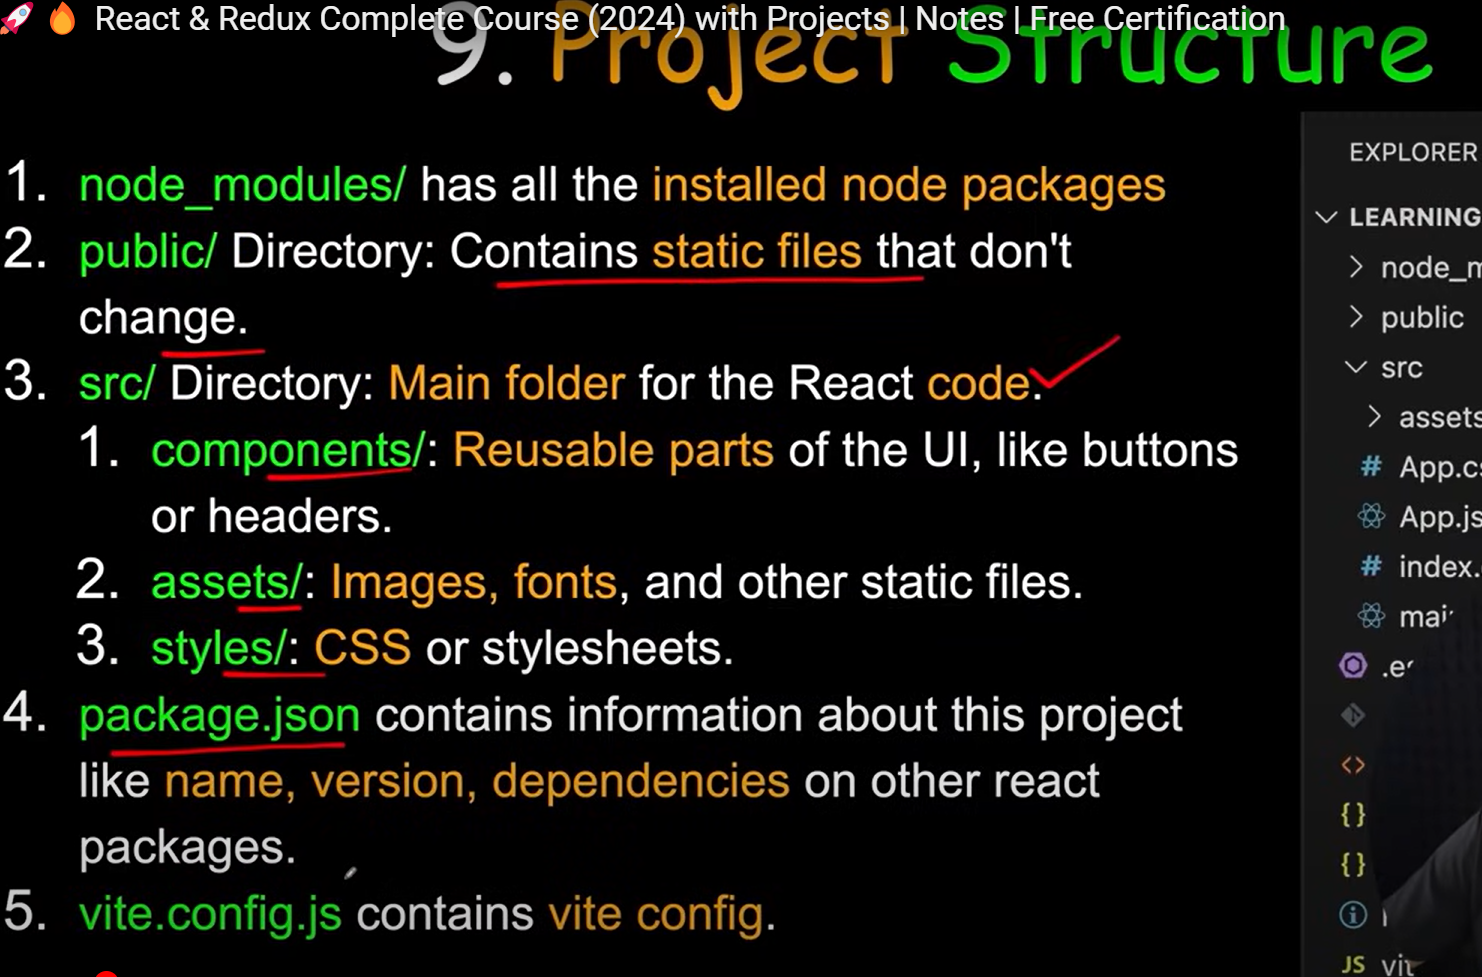 🚀 🔥 React & Redux Complete Course (2024) with Projects | Notes | Free Certification
9. Project Structure
1. node_modules/ has all the installed node packages
2. public/ Directory: Contains static files that don't
change.
3. src/ Directory: Main folder for the React code.
1. components/: Reusable parts of the UI, like buttons
or headers.
2. assets/: Images, fonts, and other static files.
3. styles/: CSS or stylesheets.
4. package.json contains information about this project
like name, version, dependencies on other react
packages.
5. vite.config.js contains vite config.
EXPLORER
LEARNING
node_m
public
src
assets
# App.cs
App.js
# index.
mai
.e
{}
{}
JS vit